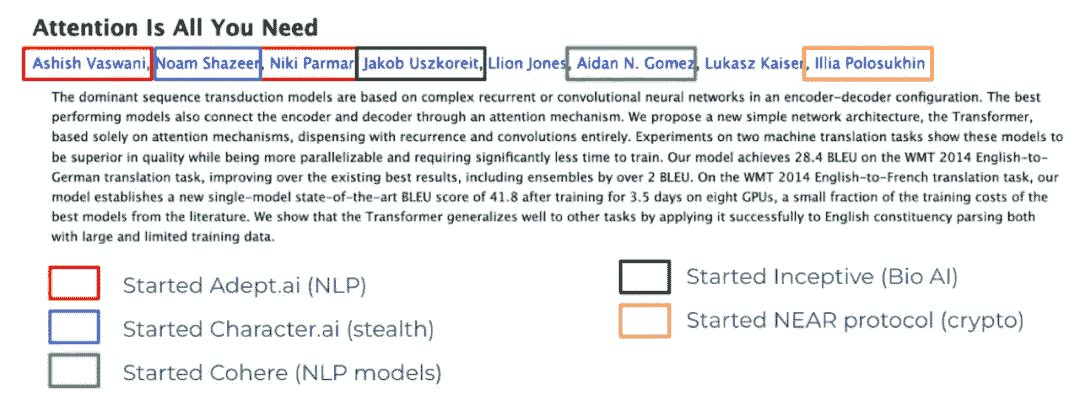 Attention Is All You Need
Ashish Vaswani, Noam Shazeer, Niki Parmar, Jakob Uszkoreit, Llion Jones, Aidan N. Gomez, Lukasz Kaiser, Illia Polosukhin
The dominant sequence transduction models are based on complex recurrent or convolutional neural networks in an encoder-decoder configuration. The best
performing models also connect the encoder and decoder through an attention mechanism. We propose a new simple network architecture, the Transformer,
based solely on attention mechanisms, dispensing with recurrence and convolutions entirely. Experiments on two machine translation tasks show these models to
be superior in quality while being more parallelizable and requiring significantly less time to train. Our model achieves 28.4 BLEU on the WMT 2014 English-to-
German translation task, improving over the existing best results, including ensembles by over 2 BLEU. On the WMT 2014 English-to-French translation task, our
model establishes a new single-model state-of-the-art BLEU score of 41.8 after training for 3.5 days on eight GPUs, a small fraction of the training costs of the
best models from the literature. We show that the Transformer generalizes well to other tasks by applying it successfully to English constituency parsing both
with large and limited training data.
Started Adept.ai (NLP)
Started Character.ai (stealth)
Started Cohere (NLP models)
Started Inceptive (Bio AI)
Started NEAR protocol (crypto)